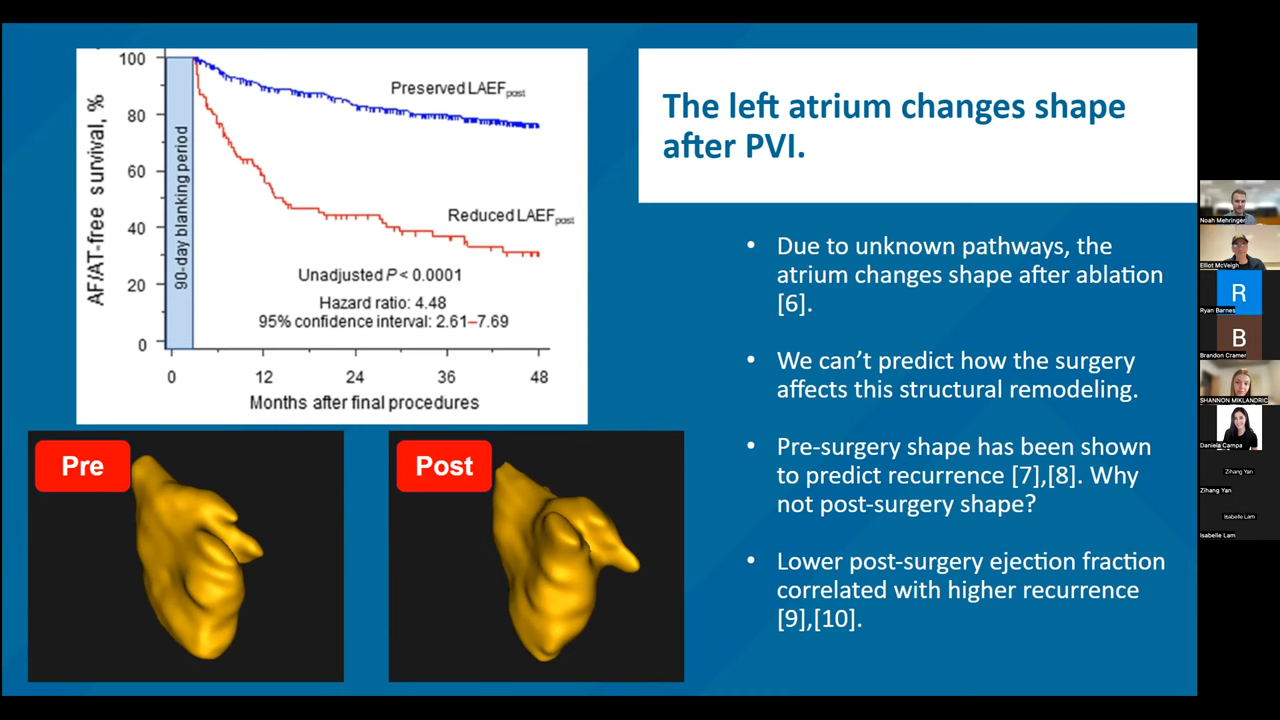 100
80
60
40
20
0
AF/AT-free survival, %
90-day blanking period
Preserved LAEFpost
Reduced LAEFpost
Unadjusted P < 0.0001
Hazard ratio: 4.48
95% confidence interval: 2.61–7.69
0 12 24 36 48
Months after final procedures
Pre
Post
The left atrium changes shape
after PVI.
• Due to unknown pathways, the
atrium changes shape after ablation
[6].
• We can’t predict how the surgery
affects this structural remodeling.
• Pre-surgery shape has been shown
to predict recurrence [7],[8]. Why
not post-surgery shape?
• Lower post-surgery ejection fraction
correlated with higher recurrence
[9],[10].
Noah Mehringer
Elliot McVeigh
R
Ryan Barnes
B
Brandon Cramer
SHANNON MIKLANDRIC
Daniela Campa
Zihang Yan
Zihang Yan
Isabelle Lam
Isabelle Lam